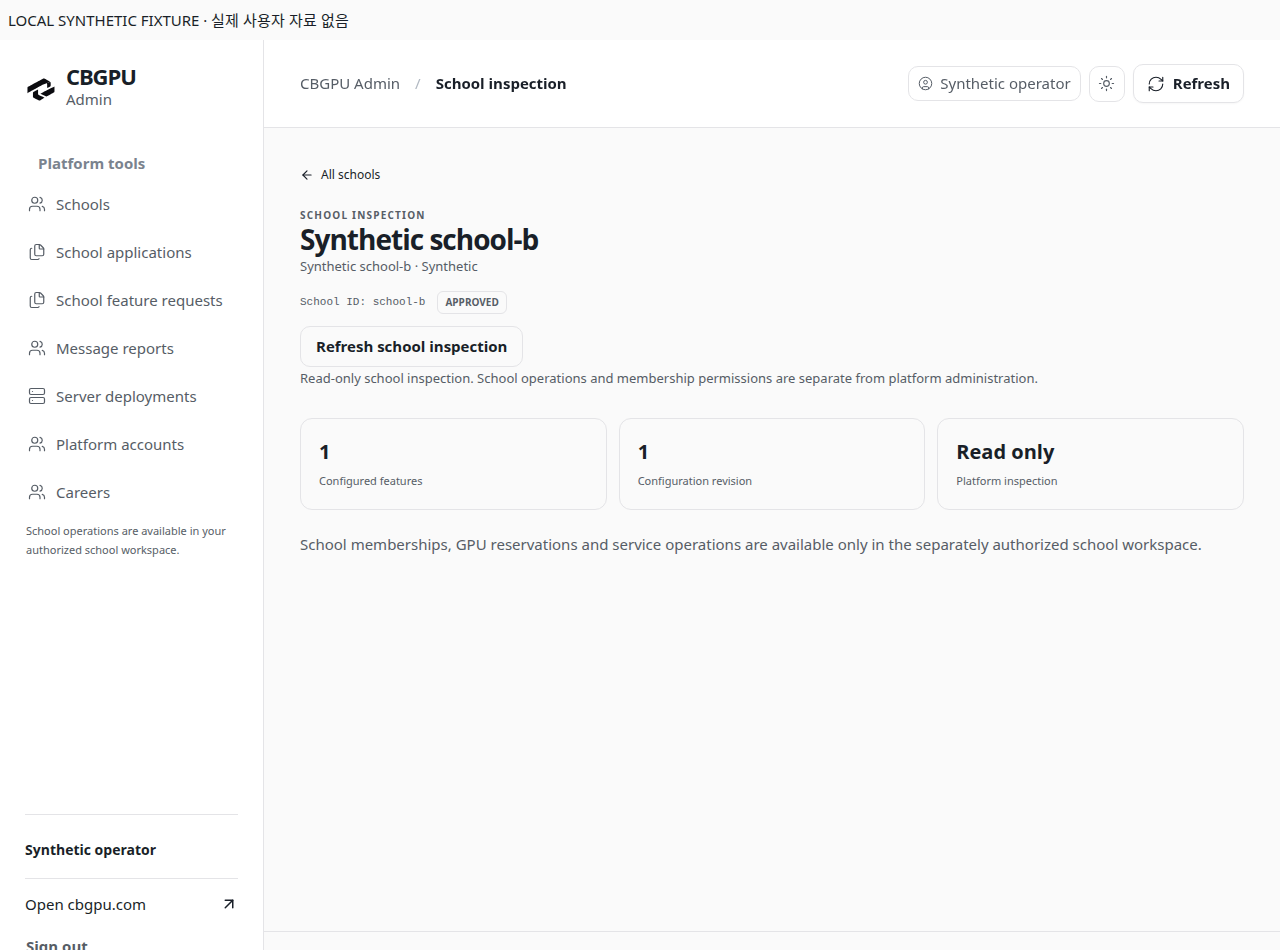 LOCAL SYNTHETIC FIXTURE · 실제 사용자 자료 없음
CBGPU
Admin
Platform tools
Schools
School applications
School feature requests
Message reports
Server deployments
Platform accounts
Careers
School operations are available in your
authorized school workspace.
Synthetic operator
Open cbgpu.com
Sign out
CBGPU Admin / School inspection
Synthetic operator
Refresh
All schools
SCHOOL INSPECTION
Synthetic school-b
Synthetic school-b · Synthetic
School ID: school-b APPROVED
Refresh school inspection
Read-only school inspection. School operations and membership permissions are separate from platform administration.
1
Configured features
1
Configuration revision
Read only
Platform inspection
School memberships, GPU reservations and service operations are available only in the separately authorized school workspace.